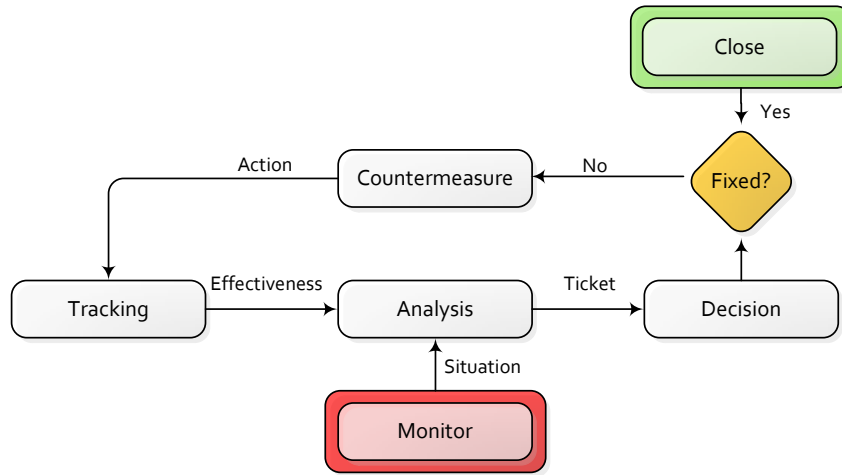 Close
Yes
Action
Countermeasure
No
Fixed?
Tracking
Effectiveness
Analysis
Ticket
Decision
Situation
Monitor